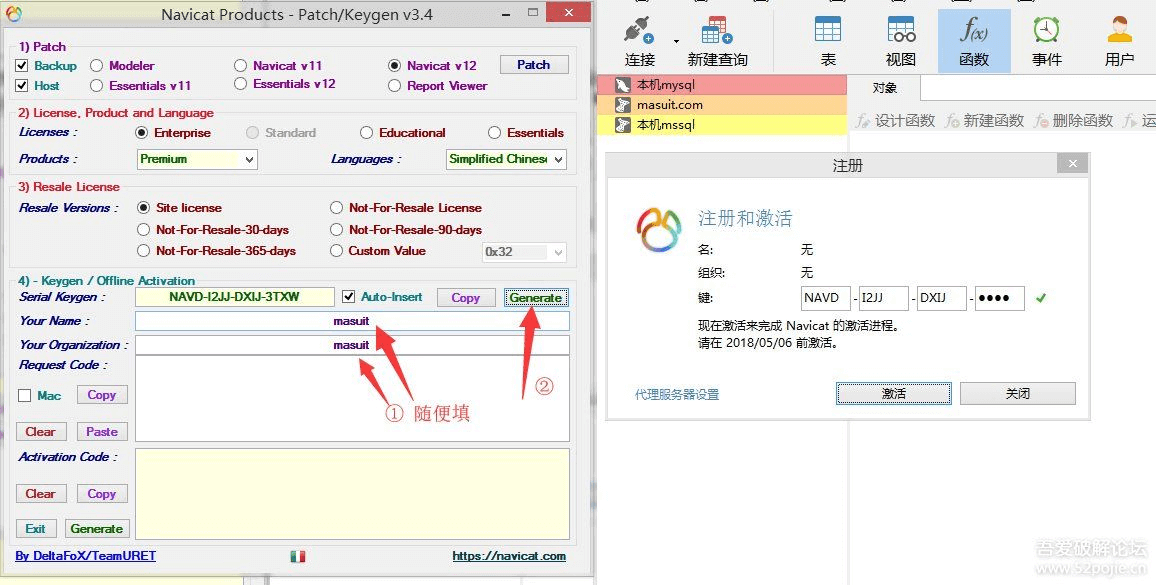 Navicat Products - Patch/Keygen v3.4
1) Patch
Backup Modeler Navicat v11 Navicat v12 Patch
Host Essentials v11 Essentials v12 Report Viewer
2) License, Product and Language
Licenses : Enterprise Standard Educational Essentials
Products : Premium Languages : Simplified Chinese
3) Resale License
Resale Versions : Site license Not-For-Resale License
Not-For-Resale-30-days Not-For-Resale-90-days
Not-For-Resale-365-days Custom Value 0x32
4) - Keygen / Offline Activation
Serial Keygen : NAVD-I2JJ-DXIJ-3TXW Auto-Insert Copy Generate
Your Name : masuit
Your Organization : masuit
Request Code :
Mac Copy
① 随便填
②
Clear Paste
Activation Code :
Clear Copy
Exit Generate
By DeltaFoX/TeamURET https://navicat.com
连接 新建查询 表 视图 函数 事件 用户
本机mysql
masuit.com
本机mssql
对象
设计函数 新建函数 删除函数 运
注册
注册和激活
名: 无
组织: 无
键: NAVD - I2JJ - DXIJ - ●●●●
现在激活来完成 Navicat 的激活进程。
请在 2018/05/06 前激活。
代理服务器设置 激活 关闭
吾爱破解论坛
www.52pojie.cn